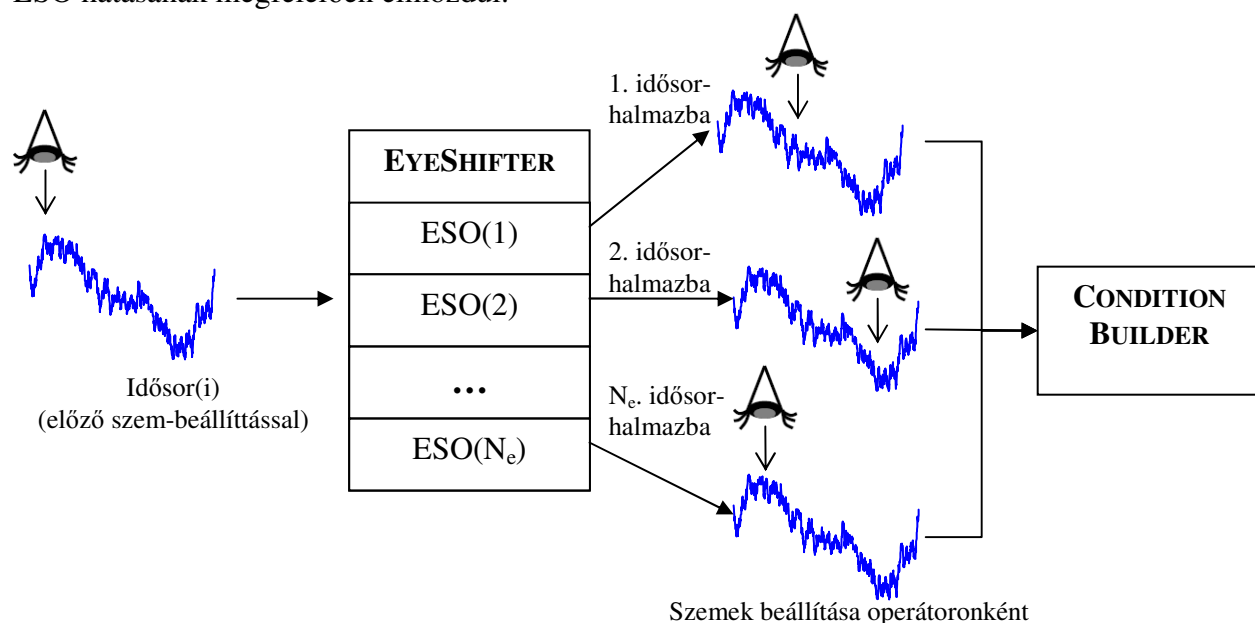 ESO hatásának megfelelően elmozdul.
1. idősor-
halmazba
EYESHIFTER
ESO(1)
2. idősor-
halmazba
ESO(2)
CONDITION
BUILDER
...
Idősor(i)
(előző szem-beállíttással)
Ne. idősor-
halmazba
ESO(Ne)
Szemek beállítása operátoronként